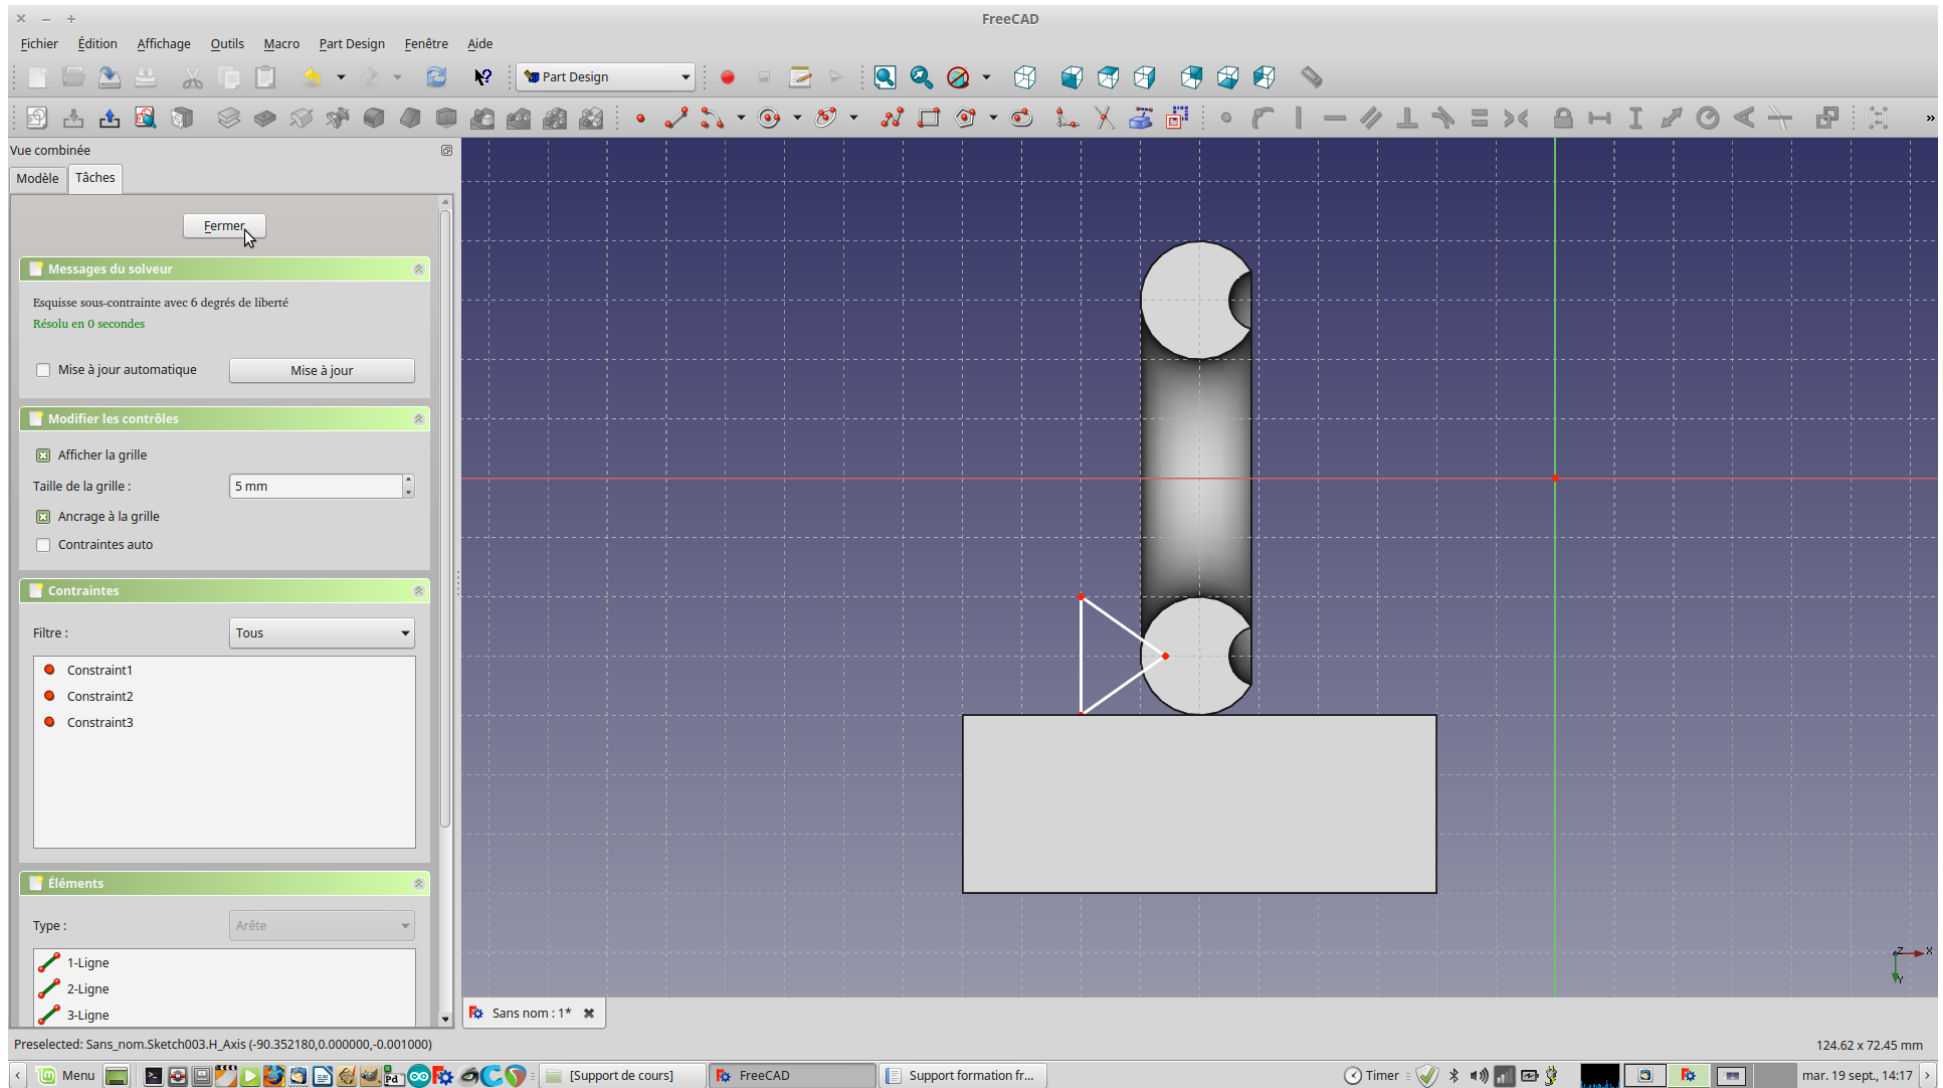 FreeCAD
Fichier Édition Affichage Outils Macro Part Design Fenêtre Aide
Part Design
Vue combinée
Modèle Tâches
Fermer
Messages du solveur
Esquisse sous-contrainte avec 6 degrés de liberté
Résolu en 0 secondes
Mise à jour automatique Mise à jour
Modifier les contrôles
Afficher la grille
Taille de la grille : 5 mm
Ancrage à la grille
Contraintes auto
Contraintes
Filtre : Tous
Constraint1
Constraint2
Constraint3
Éléments
Type : Arête
1-Ligne
2-Ligne
3-Ligne
Z X
Y
Sans nom : 1*
Preselected: Sans_nom.Sketch003.H_Axis (-90.352180,0.000000,-0.001000) 124.62 x 72.45 mm
Menu Pd [Support de cours] FreeCAD Support formation fr... Timer mar. 19 sept., 14:17